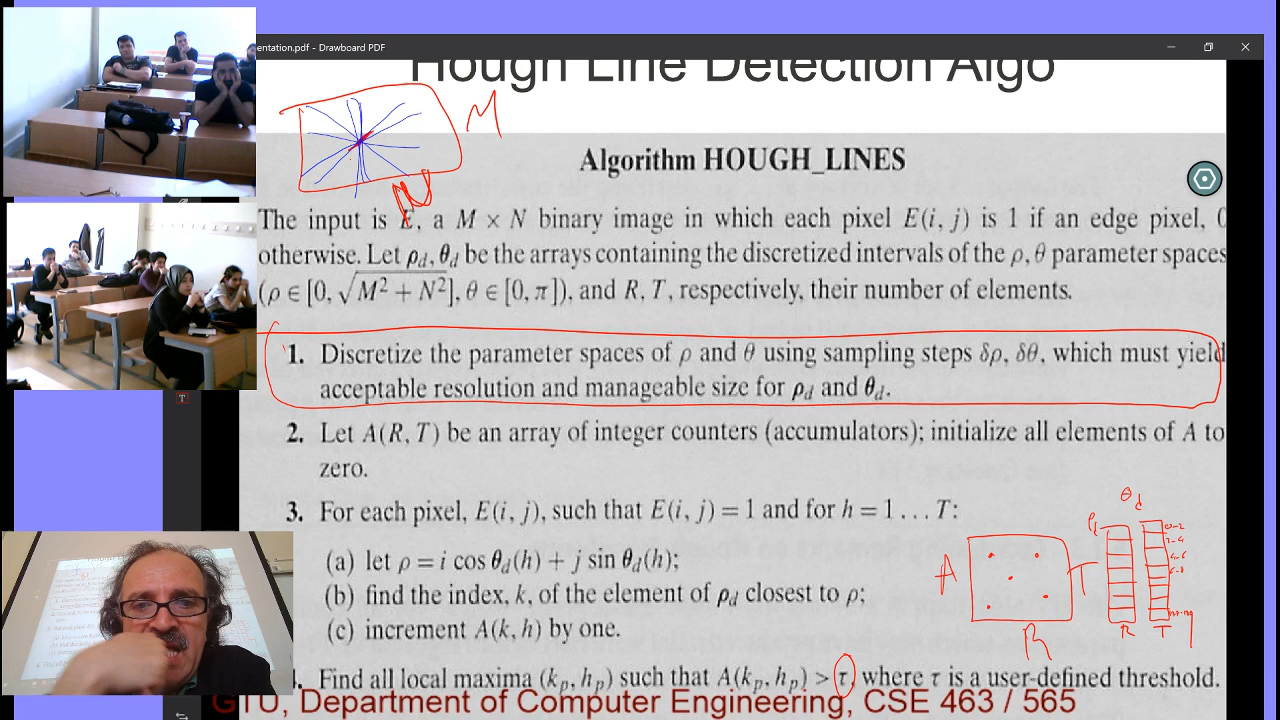 entation.pdf - Drawboard PDF
Hough Line Detection Algo
M
N
Algorithm HOUGH_LINES
The input is E, a M × N binary image in which each pixel E(i, j) is 1 if an edge pixel, 0
otherwise. Let ρd, θd be the arrays containing the discretized intervals of the ρ, θ parameter spaces
(ρ ∈ [0, √M² + N²], θ ∈ [0, π]), and R, T, respectively, their number of elements.
1. Discretize the parameter spaces of ρ and θ using sampling steps δρ, δθ, which must yield
acceptable resolution and manageable size for ρd and θd.
2. Let A(R, T) be an array of integer counters (accumulators); initialize all elements of A to
zero.
3. For each pixel, E(i, j), such that E(i, j) = 1 and for h = 1 . . . T:
(a) let ρ = i cos θd(h) + j sin θd(h);
(b) find the index, k, of the element of ρd closest to ρ;
(c) increment A(k, h) by one.
θd
ρd
A
T
R
R T
Find all local maxima (kp, hp) such that A(kp, hp) > τ, where τ is a user-defined threshold.
GTU, Department of Computer Engineering, CSE 463 / 565